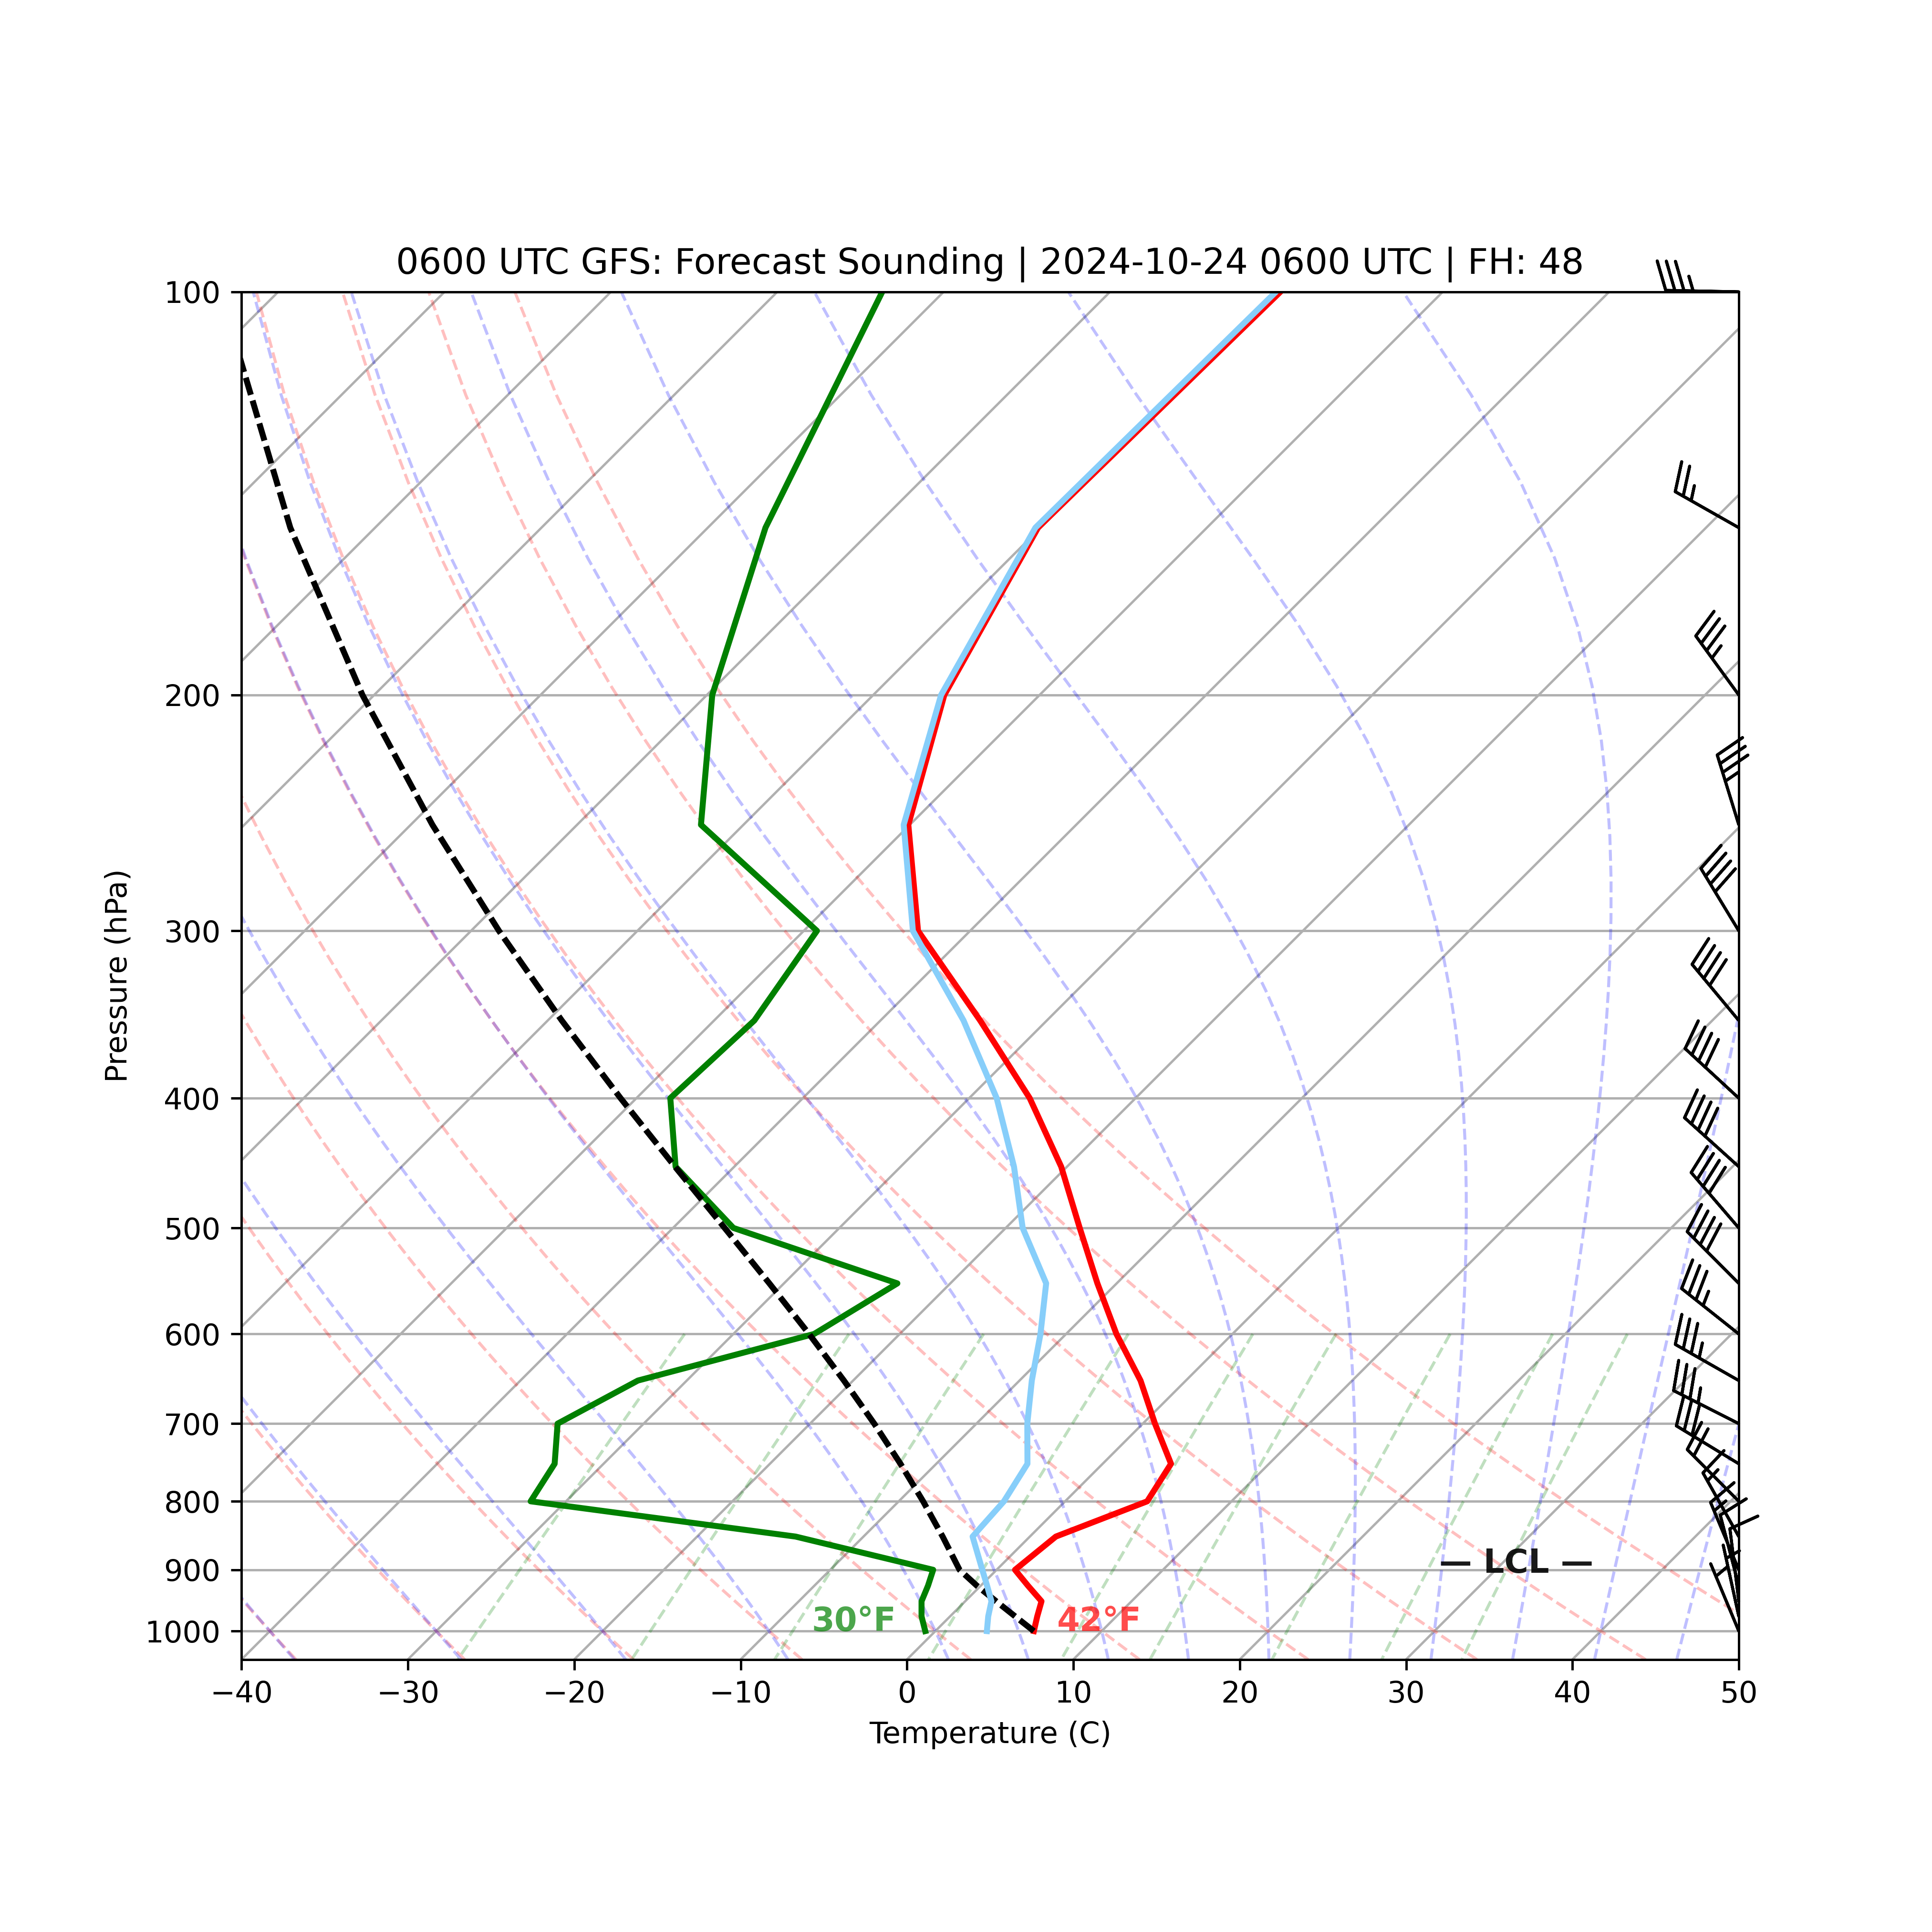 0600 UTC GFS: Forecast Sounding | 2024-10-24 0600 UTC | FH: 48
100
200
300
400
500
600
700
800
900
1000
Pressure (hPa)
— LCL —
30°F
42°F
−40 −30 −20 −10 0 10 20 30 40 50
Temperature (C)